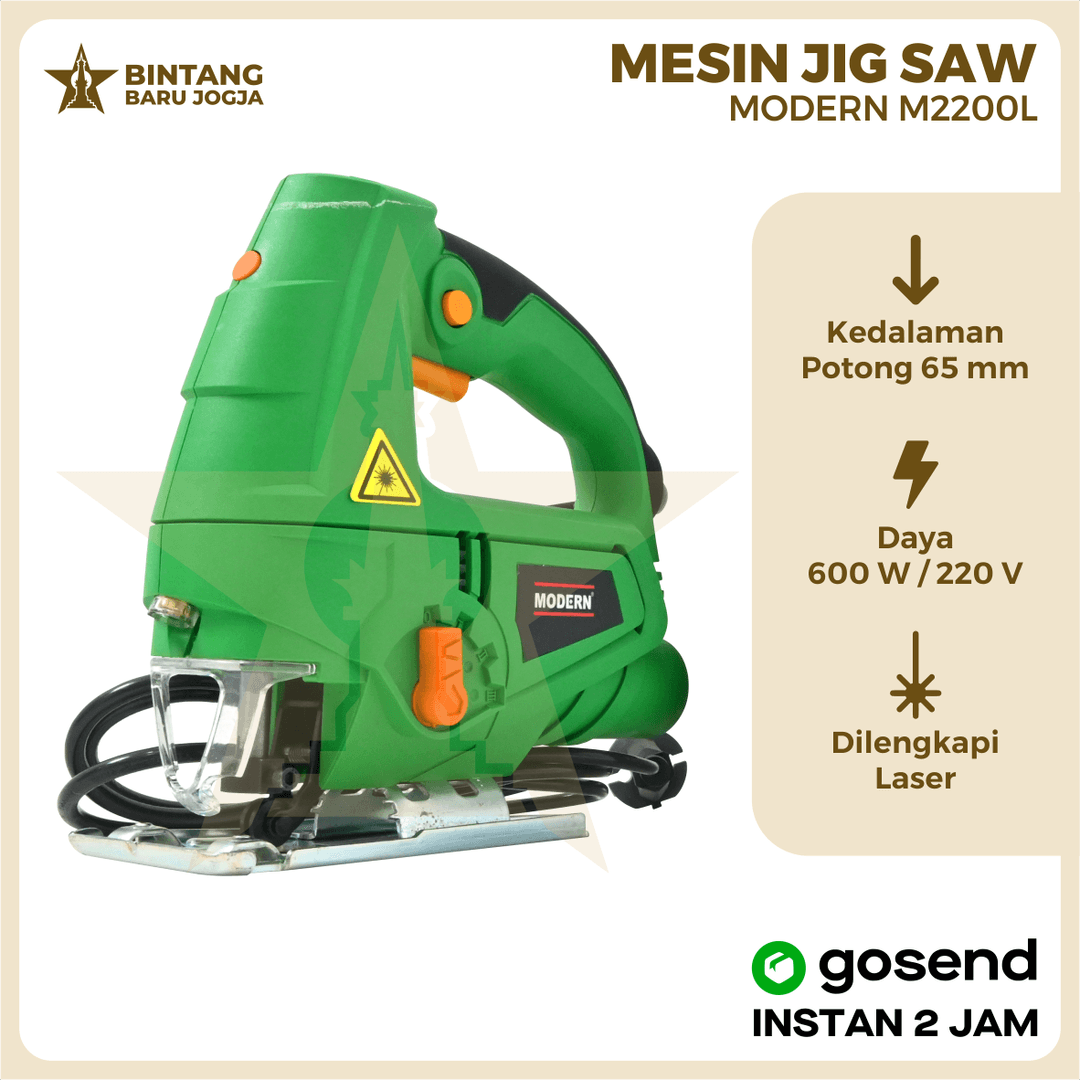 BINTANG
BARU JOGJA
MESIN JIG SAW
MODERN M2200L
Kedalaman
Potong 65 mm
Daya
600 W / 220 V
Dilengkapi
Laser
MODERN
gosend
INSTAN 2 JAM